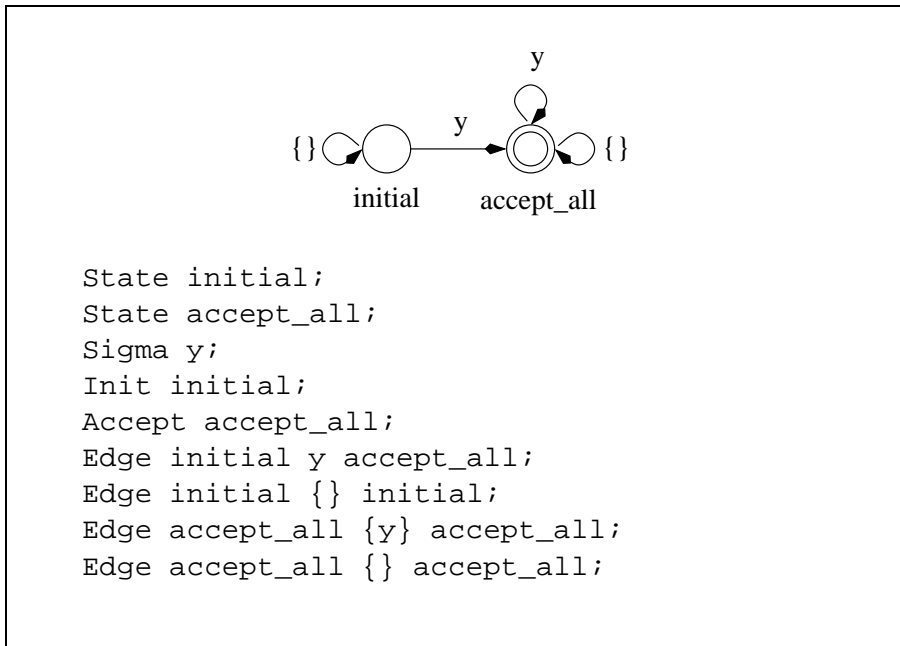 y
y
{} {}
initial accept_all
State initial;
State accept_all;
Sigma y;
Init initial;
Accept accept_all;
Edge initial y accept_all;
Edge initial {} initial;
Edge accept_all {y} accept_all;
Edge accept_all {} accept_all;